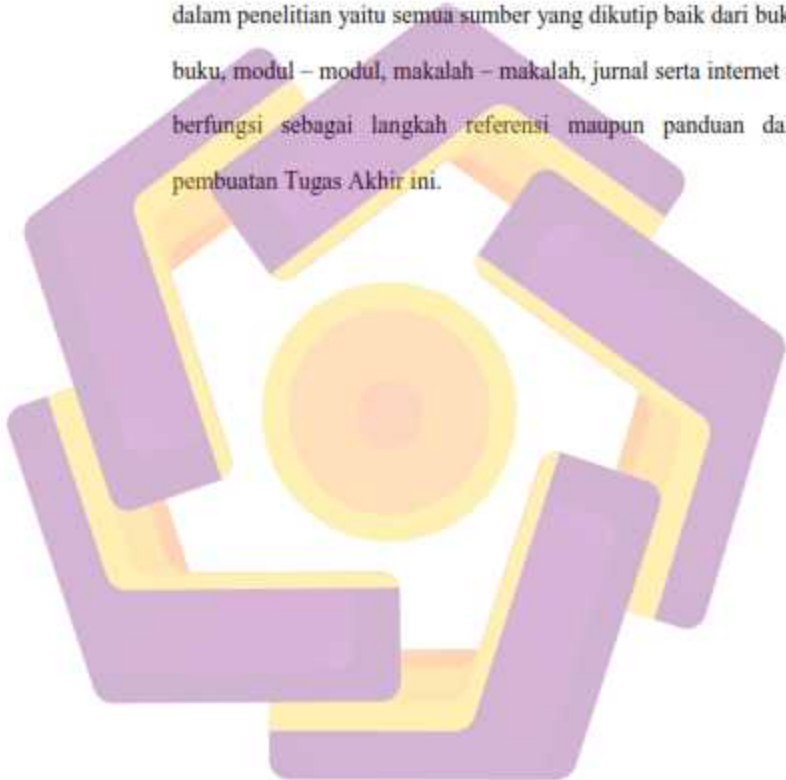 dalam penelitian yaitu semua sumber yang dikutip baik dari
buku, modul – modul, makalah – makalah, jurnal serta internet
berfungsi sebagai langkah referensi maupun panduan
pembuatan Tugas Akhir ini.